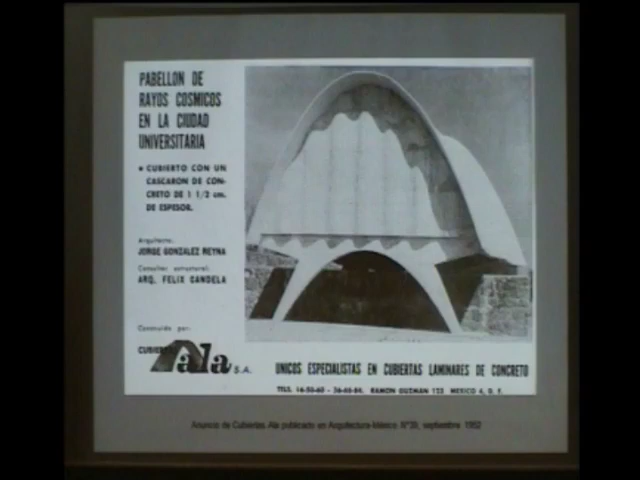 PABELLON DE
RAYOS COSMICOS
EN LA CIUDAD
UNIVERSITARIA
• CUBIERTO CON UN
CASCARON DE CON-
CRETO DE 1 1/2 cm.
DE ESPESOR.
Arquitecto:
JORGE GONZALEZ REYNA
Consultor estructural:
ARQ. FELIX CANDELA
Construido por:
CUBIERTAS
Ala S.A.
UNICOS ESPECIALISTAS EN CUBIERTAS LAMINARES DE CONCRETO
TELS. RAMON GUZMAN 123 MEXICO 4, D. F.
Anuncio de Cubiertas Ala publicado en Arquitectura-México Nº39, septiembre 1952